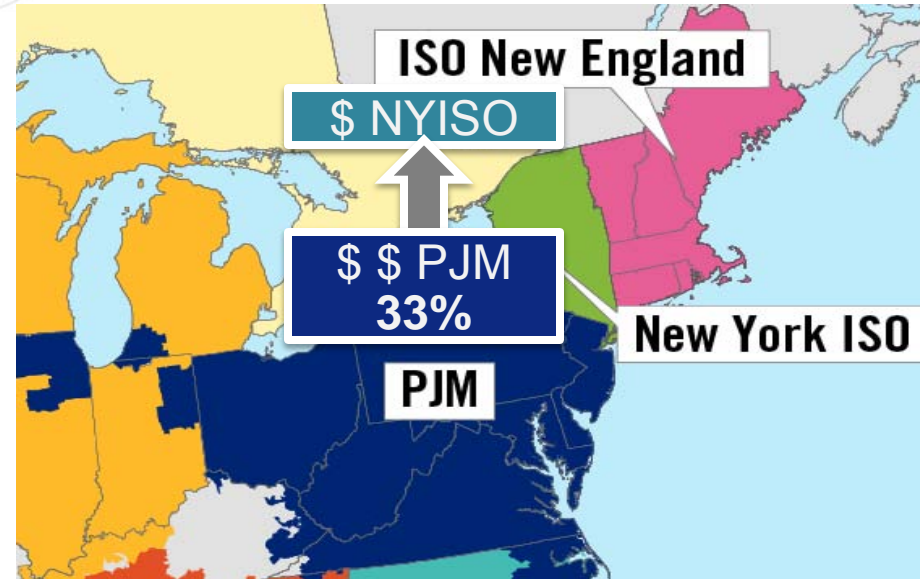 ISO New England
$ NYISO
$ $ PJM
33%
New York ISO
PJM